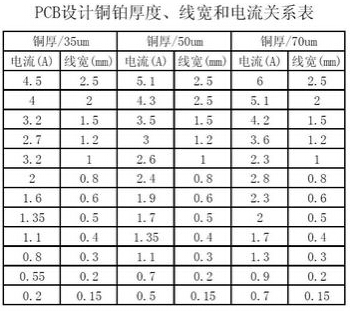 PCB设计铜铂厚度、线宽和电流关系表
铜厚/35um 铜厚/50um 铜厚/70um
电流(A) 线宽(mm) 电流(A) 线宽(mm) 电流(A) 线宽(mm)
4.5 2.5 5.1 2.5 6 2.5
4 2 4.3 2.5 5.1 2
3.2 1.5 3.5 1.5 4.2 1.5
2.7 1.2 3 1.2 3.6 1.2
3.2 1 2.6 1 2.3 1
2 0.8 2.4 0.8 2.8 0.8
1.6 0.6 1.9 0.6 2.3 0.6
1.35 0.5 1.7 0.5 2 0.5
1.1 0.4 1.35 0.4 1.7 0.4
0.8 0.3 1.1 0.3 1.3 0.3
0.55 0.2 0.7 0.2 0.9 0.2
0.2 0.15 0.5 0.15 0.7 0.15